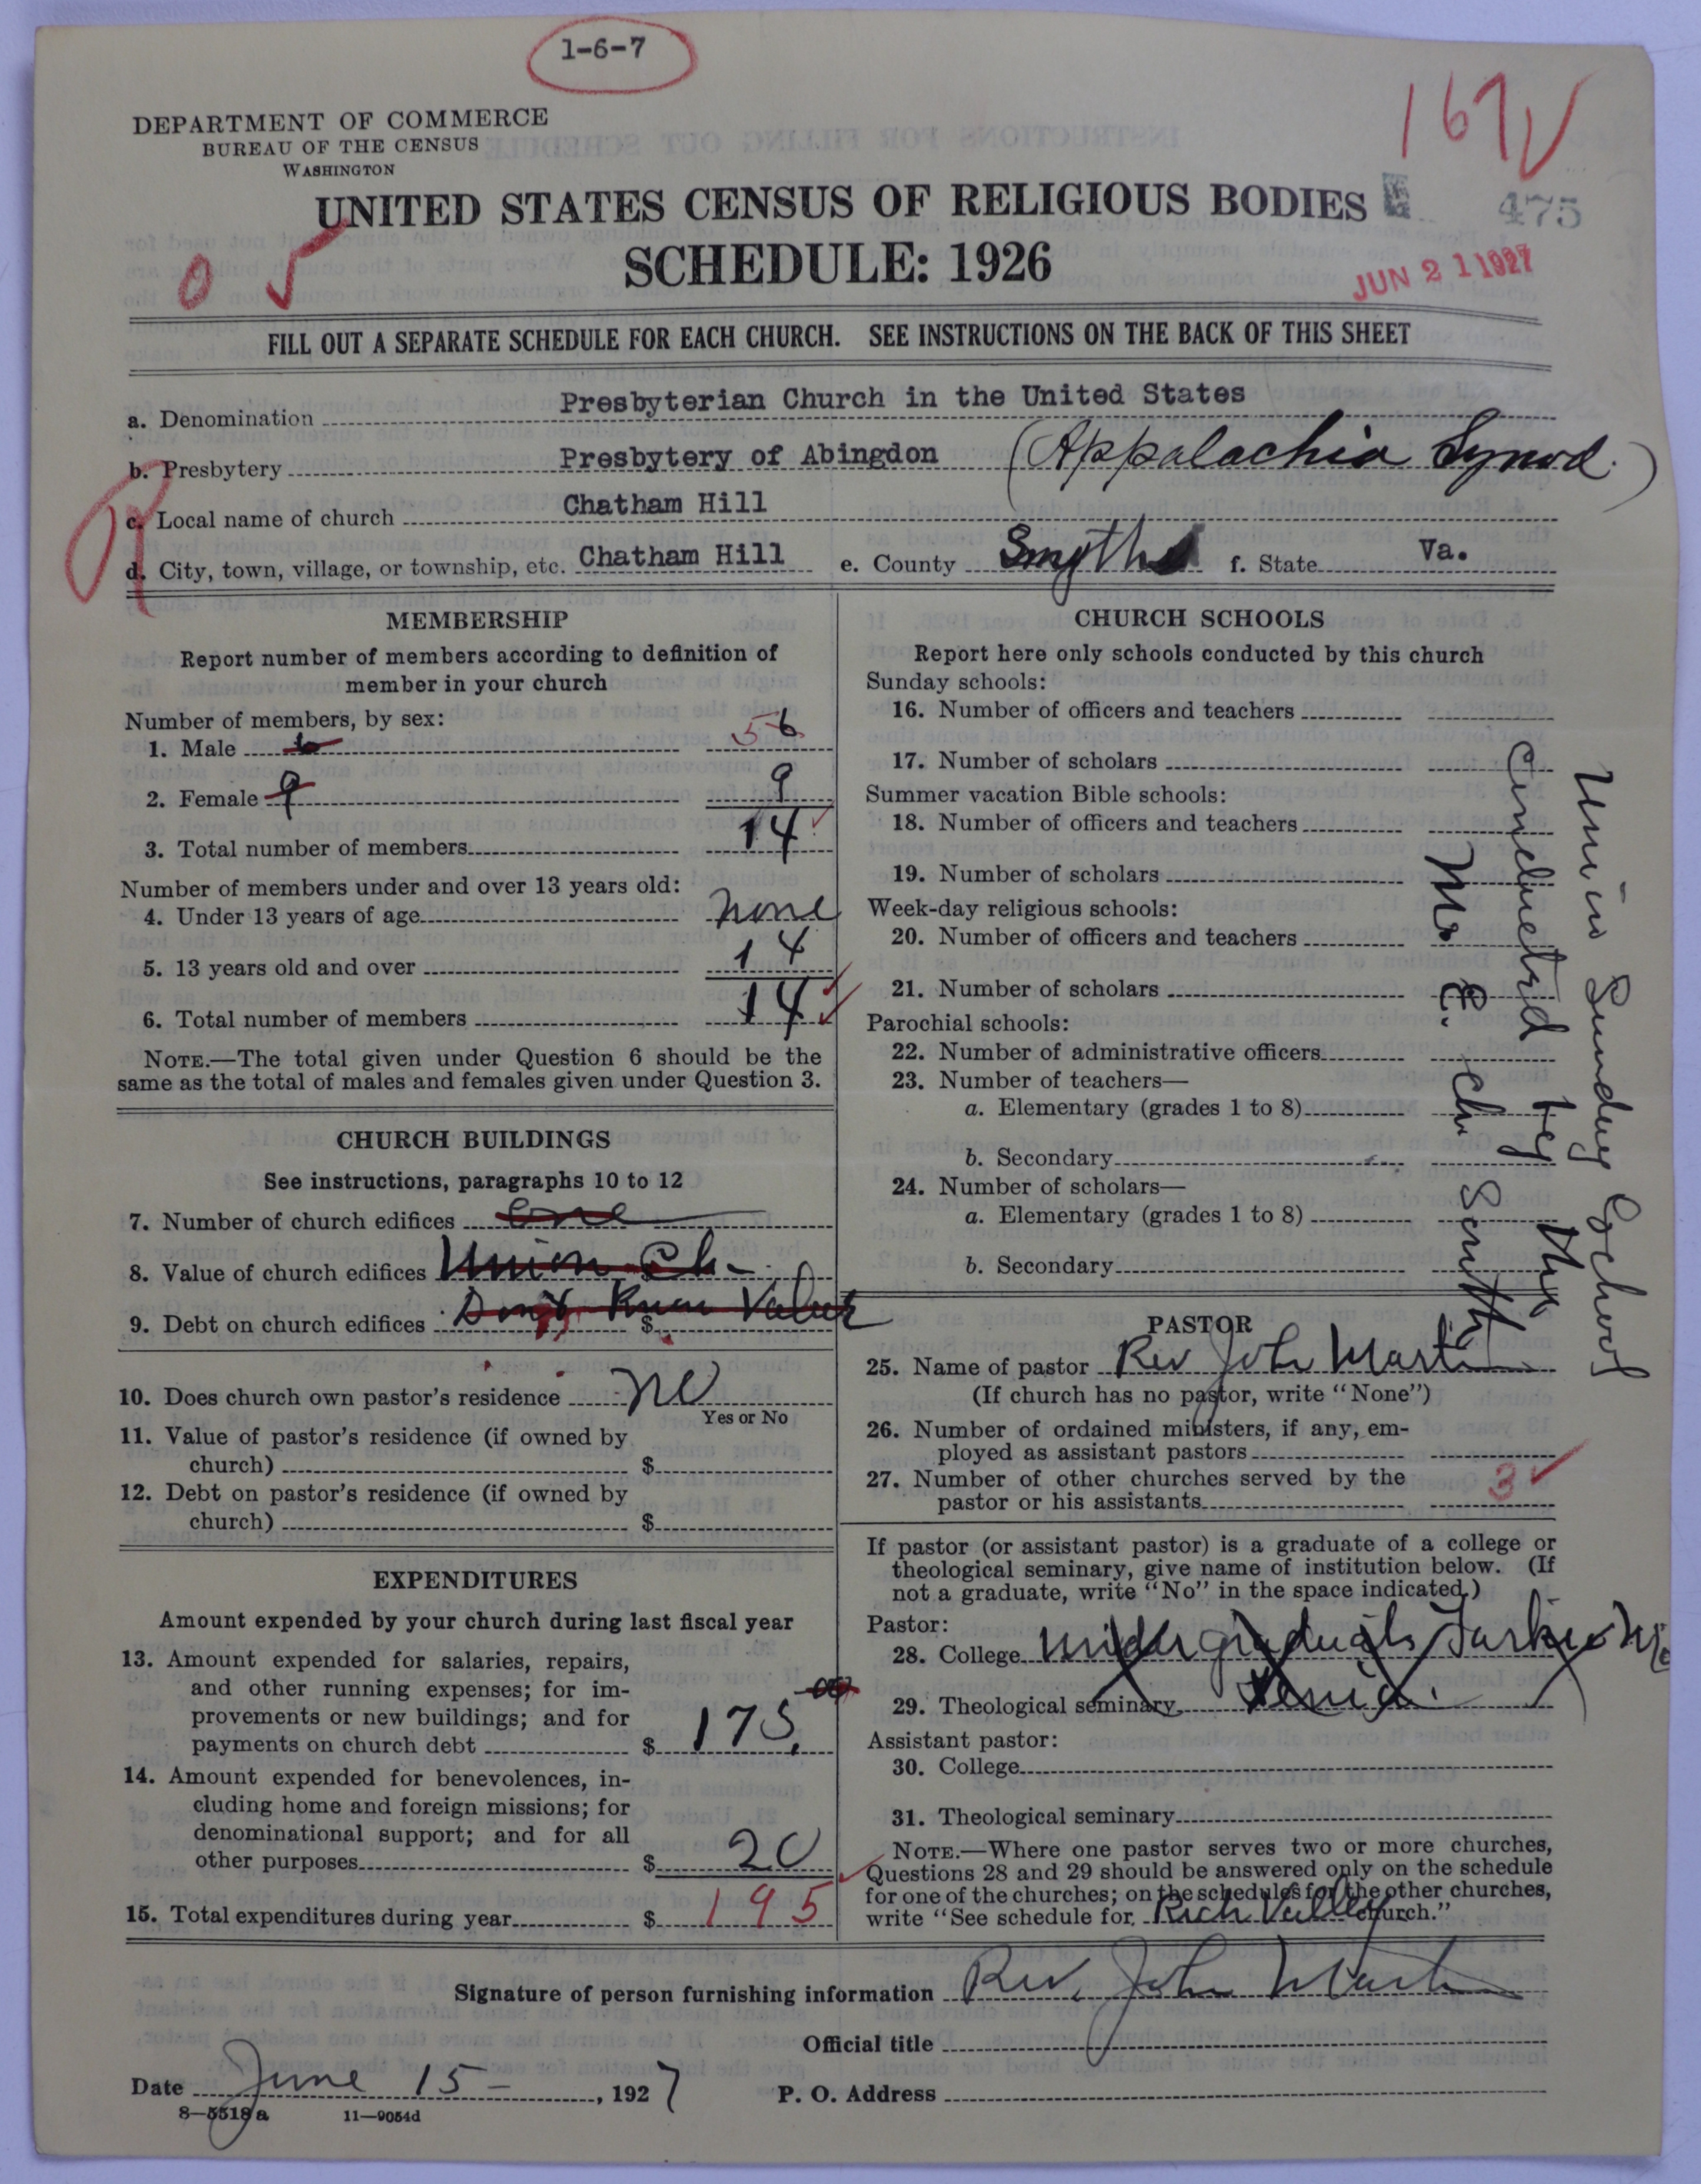 1-6-7
167
DEPARTMENT OF COMMERCE
BUREAU OF THE CENSUS
WASHINGTON
UNITED STATES CENSUS OF RELIGIOUS BODIES
475
SCHEDULE: 1926
JUN 21 1927
0 5
FILL OUT A SEPARATE SCHEDULE FOR EACH CHURCH. SEE INSTRUCTIONS ON THE BACK OF THIS SHEET
a. Denomination Presbyterian Church in the United States
b. Presbytery Presbytery of Abingdon (Appalachia Synod.)
c. Local name of church Chatham Hill
d. City, town, village, or township, etc. Chatham Hill e. County Smyth f. State Va.
MEMBERSHIP
Report number of members according to definition of
member in your church
Number of members, by sex:
1. Male 6 5 6
2. Female 9 9
3. Total number of members 14
Number of members under and over 13 years old:
4. Under 13 years of age none
5. 13 years old and over 14
6. Total number of members 14
NOTE.—The total given under Question 6 should be the
same as the total of males and females given under Question 3.
CHURCH BUILDINGS
See instructions, paragraphs 10 to 12
7. Number of church edifices one
8. Value of church edifices Union Ch.
9. Debt on church edifices Don't Know Value $
10. Does church own pastor's residence no
Yes or No
11. Value of pastor's residence (if owned by
church) $
12. Debt on pastor's residence (if owned by
church) $
EXPENDITURES
Amount expended by your church during last fiscal year
13. Amount expended for salaries, repairs,
and other running expenses; for im-
provements or new buildings; and for
payments on church debt $ 175.00
14. Amount expended for benevolences, in-
cluding home and foreign missions; for
denominational support; and for all
other purposes $ 20
15. Total expenditures during year $ 195
CHURCH SCHOOLS
Report here only schools conducted by this church
Sunday schools:
16. Number of officers and teachers
17. Number of scholars
Summer vacation Bible schools:
18. Number of officers and teachers
19. Number of scholars
Week-day religious schools:
20. Number of officers and teachers
21. Number of scholars
Parochial schools:
22. Number of administrative officers
23. Number of teachers—
a. Elementary (grades 1 to 8)
b. Secondary
24. Number of scholars—
a. Elementary (grades 1 to 8)
b. Secondary
Union Sunday School
Conducted by the
M. E. Ch. South
PASTOR
25. Name of pastor Rev John Martin
(If church has no pastor, write "None")
26. Number of ordained ministers, if any, em-
ployed as assistant pastors
27. Number of other churches served by the
pastor or his assistants 3
If pastor (or assistant pastor) is a graduate of a college or
theological seminary, give name of institution below. (If
not a graduate, write "No" in the space indicated.)
Pastor:
28. College under graduate Tarkio Mo
29. Theological seminary Xenia.
Assistant pastor:
30. College
31. Theological seminary
NOTE.—Where one pastor serves two or more churches,
Questions 28 and 29 should be answered only on the schedule
for one of the churches; on the schedules for the other churches,
write "See schedule for Rich Valley church."
Signature of person furnishing information Rev. John Martin
Official title
Date June 15 - , 1927 P. O. Address
8—5518 a 11—9054d